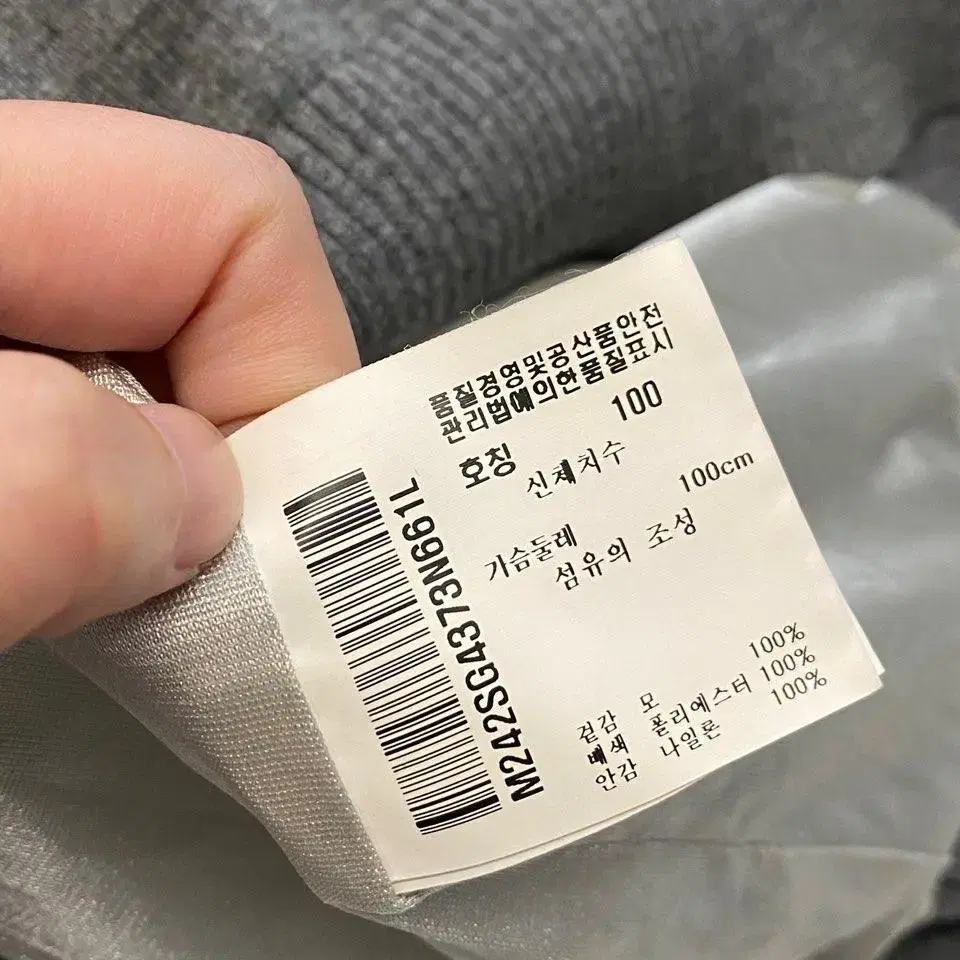 품질경영및공산품안전
관리법에의한품질표시
호칭 100
신체치수
가슴둘레 100cm
섬유의 조성
겉감 모 100%
배색 폴리에스터 100%
안감 나일론 100%
M242SG4373N661L